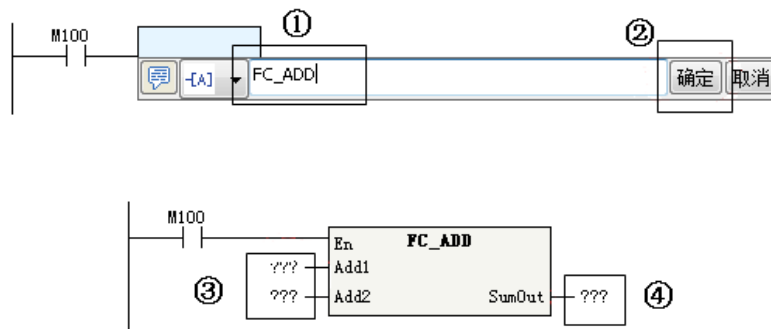 ①
②
M100
-[A]
FC_ADD
确定
取消
M100
En
FC_ADD
??? Add1
③
??? Add2
SumOut ???
④